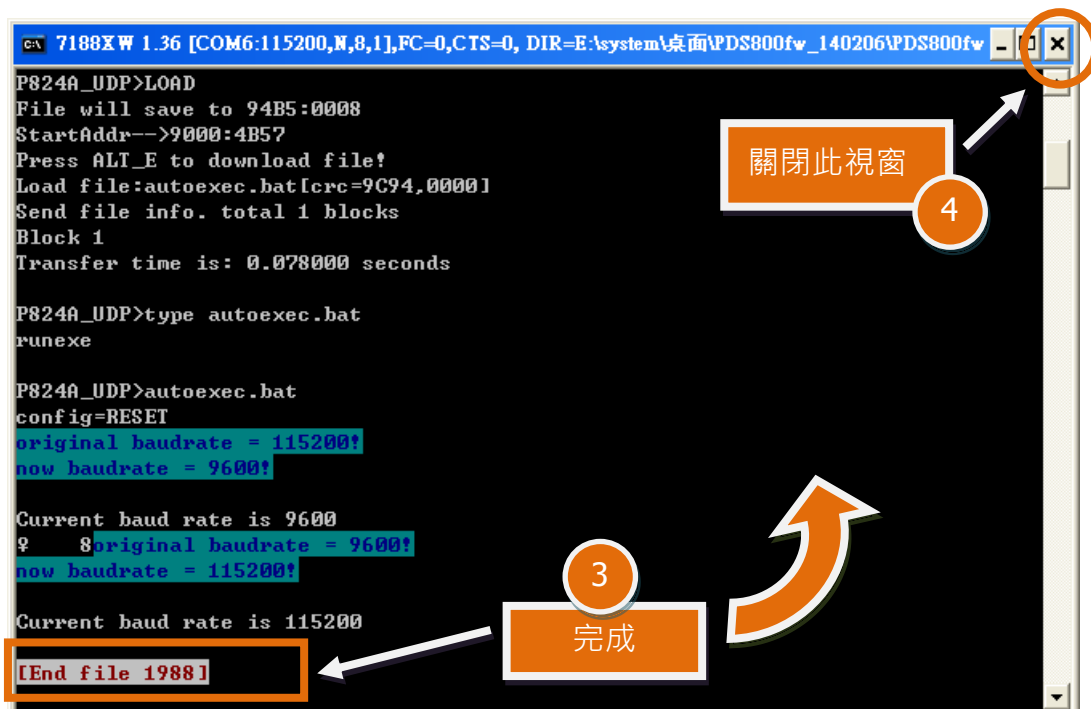 7188XW 1.36 [COM6:115200,N,8,1],FC=0,CTS=0, DIR=E:\system\桌面\PDS800fw_140206\PDS800fw
P824A_UDP>LOAD
File will save to 94B5:0008
StartAddr-->9000:4B57
Press ALT_E to download file!
Load file:autoexec.bat[crc=9C94,0000]
Send file info. total 1 blocks
Block 1
Transfer time is: 0.078000 seconds
P824A_UDP>type autoexec.bat
runexe
P824A_UDP>autoexec.bat
config=RESET
original baudrate = 115200!
now baudrate = 9600!
Current baud rate is 9600
♀ 8original baudrate = 9600!
now baudrate = 115200!
Current baud rate is 115200
[End file 1988]
3
完成
關閉此視窗
4